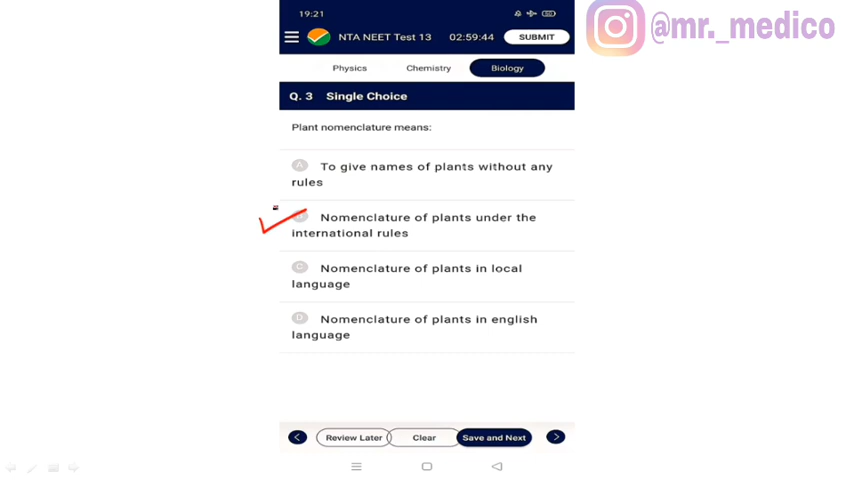 19:21
@mr._medico
NTA NEET Test 13 02:59:44 SUBMIT
Physics Chemistry Biology
Q. 3 Single Choice
Plant nomenclature means:
A To give names of plants without any
rules
Nomenclature of plants under the
international rules
C Nomenclature of plants in local
language
D Nomenclature of plants in english
language
Review Later Clear Save and Next